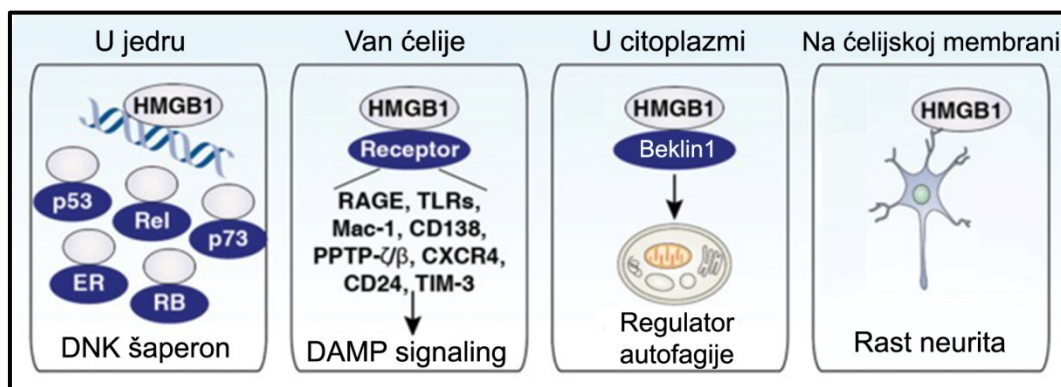 U jedru
HMGB1
p53
Rel
p73
ER
RB
DNK šaperon
Van ćelije
HMGB1
Receptor
RAGE, TLRs,
Mac-1, CD138,
PPTP-ζ/β, CXCR4,
CD24, TIM-3
DAMP signaling
U citoplazmi
HMGB1
Beklin1
Regulator
autofagije
Na ćelijskoj membrani
HMGB1
Rast neurita